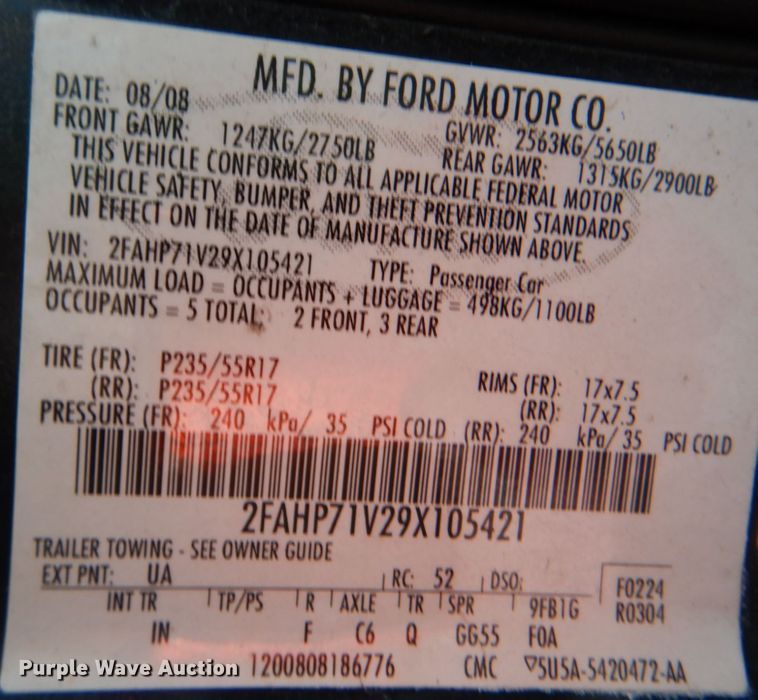 MFD. BY FORD MOTOR CO.
DATE: 08/08 GVWR: 2563KG/5650LB
FRONT GAWR: 1247KG/2750LB REAR GAWR: 1315KG/2900LB
THIS VEHICLE CONFORMS TO ALL APPLICABLE FEDERAL MOTOR
VEHICLE SAFETY, BUMPER, AND THEFT PREVENTION STANDARDS
IN EFFECT ON THE DATE OF MANUFACTURE SHOWN ABOVE.
VIN: 2FAHP71V29X105421 TYPE: Passenger Car
MAXIMUM LOAD = OCCUPANTS + LUGGAGE = 498KG/1100LB
OCCUPANTS = 5 TOTAL: 2 FRONT, 3 REAR
TIRE (FR): P235/55R17 RIMS (FR): 17x7.5
(RR): P235/55R17 (RR): 17x7.5
PRESSURE (FR): 240 kPa/ 35 PSI COLD (RR): 240 kPa/ 35 PSI COLD
2FAHP71V29X105421
TRAILER TOWING - SEE OWNER GUIDE
EXT PNT: UA RC: 52 DSO: F0224
INT TR TP/PS R AXLE TR SPR 9FB1G R0304
IN F C6 Q GG55 F0A
1200808186776 CMC ▽5U5A-5420472-AA
Purple Wave Auction